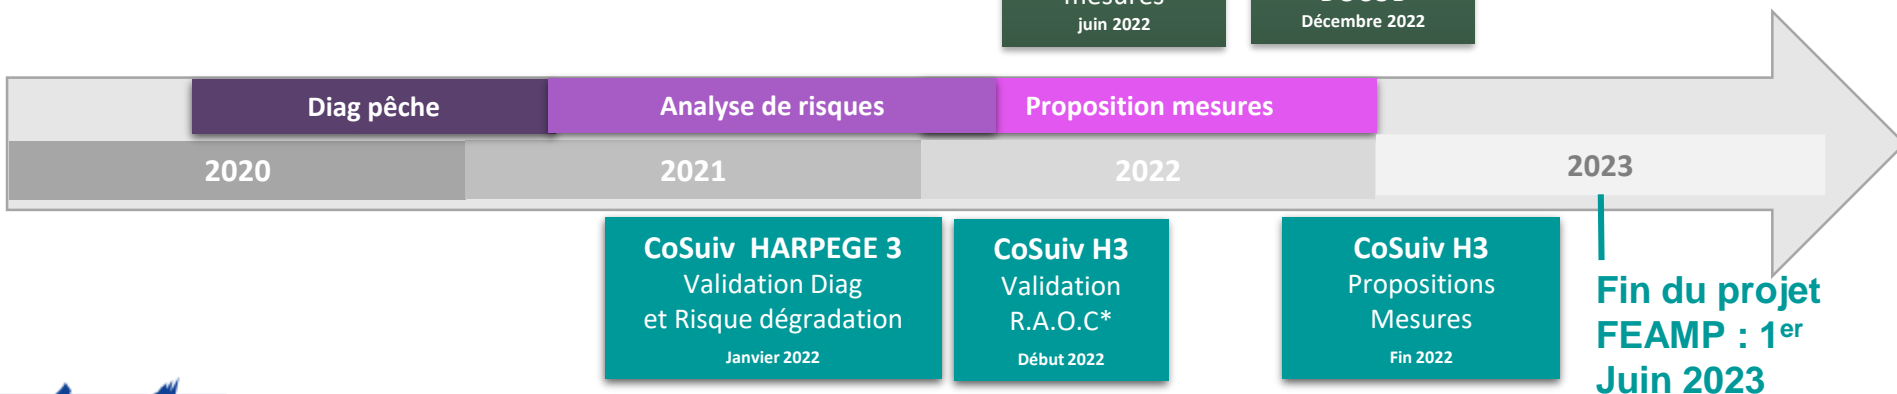 mesures
juin 2022
DOCOB
Décembre 2022
Diag pêche
Analyse de risques
Proposition mesures
2020
2021
2022
2023
CoSuiv HARPEGE 3
Validation Diag
et Risque dégradation
Janvier 2022
CoSuiv H3
Validation
R.A.O.C*
Début 2022
CoSuiv H3
Propositions
Mesures
Fin 2022
Fin du projet
FEAMP : 1er
Juin 2023